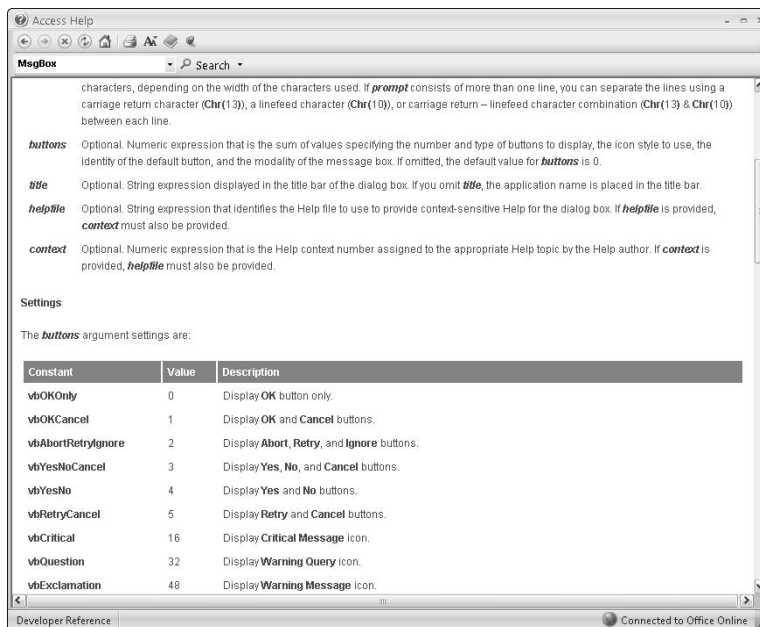 Access Help
MsgBox
Search
characters, depending on the width of the characters used. If prompt consists of more than one line, you can separate the lines using a
carriage return character (Chr(13)), a linefeed character (Chr(10)), or carriage return – linefeed character combination (Chr(13) & Chr(10))
between each line.
buttons Optional. Numeric expression that is the sum of values specifying the number and type of buttons to display, the icon style to use, the
identity of the default button, and the modality of the message box. If omitted, the default value for buttons is 0.
title Optional. String expression displayed in the title bar of the dialog box. If you omit title, the application name is placed in the title bar.
helpfile Optional. String expression that identifies the Help file to use to provide context-sensitive Help for the dialog box. If helpfile is provided,
context must also be provided.
context Optional. Numeric expression that is the Help context number assigned to the appropriate Help topic by the Help author. If context is
provided, helpfile must also be provided.
Settings
The buttons argument settings are:
Constant Value Description
vbOKOnly 0 Display OK button only.
vbOKCancel 1 Display OK and Cancel buttons.
vbAbortRetryIgnore 2 Display Abort, Retry, and Ignore buttons.
vbYesNoCancel 3 Display Yes, No, and Cancel buttons.
vbYesNo 4 Display Yes and No buttons.
vbRetryCancel 5 Display Retry and Cancel buttons.
vbCritical 16 Display Critical Message icon.
vbQuestion 32 Display Warning Query icon.
vbExclamation 48 Display Warning Message icon.
Developer Reference Connected to Office Online